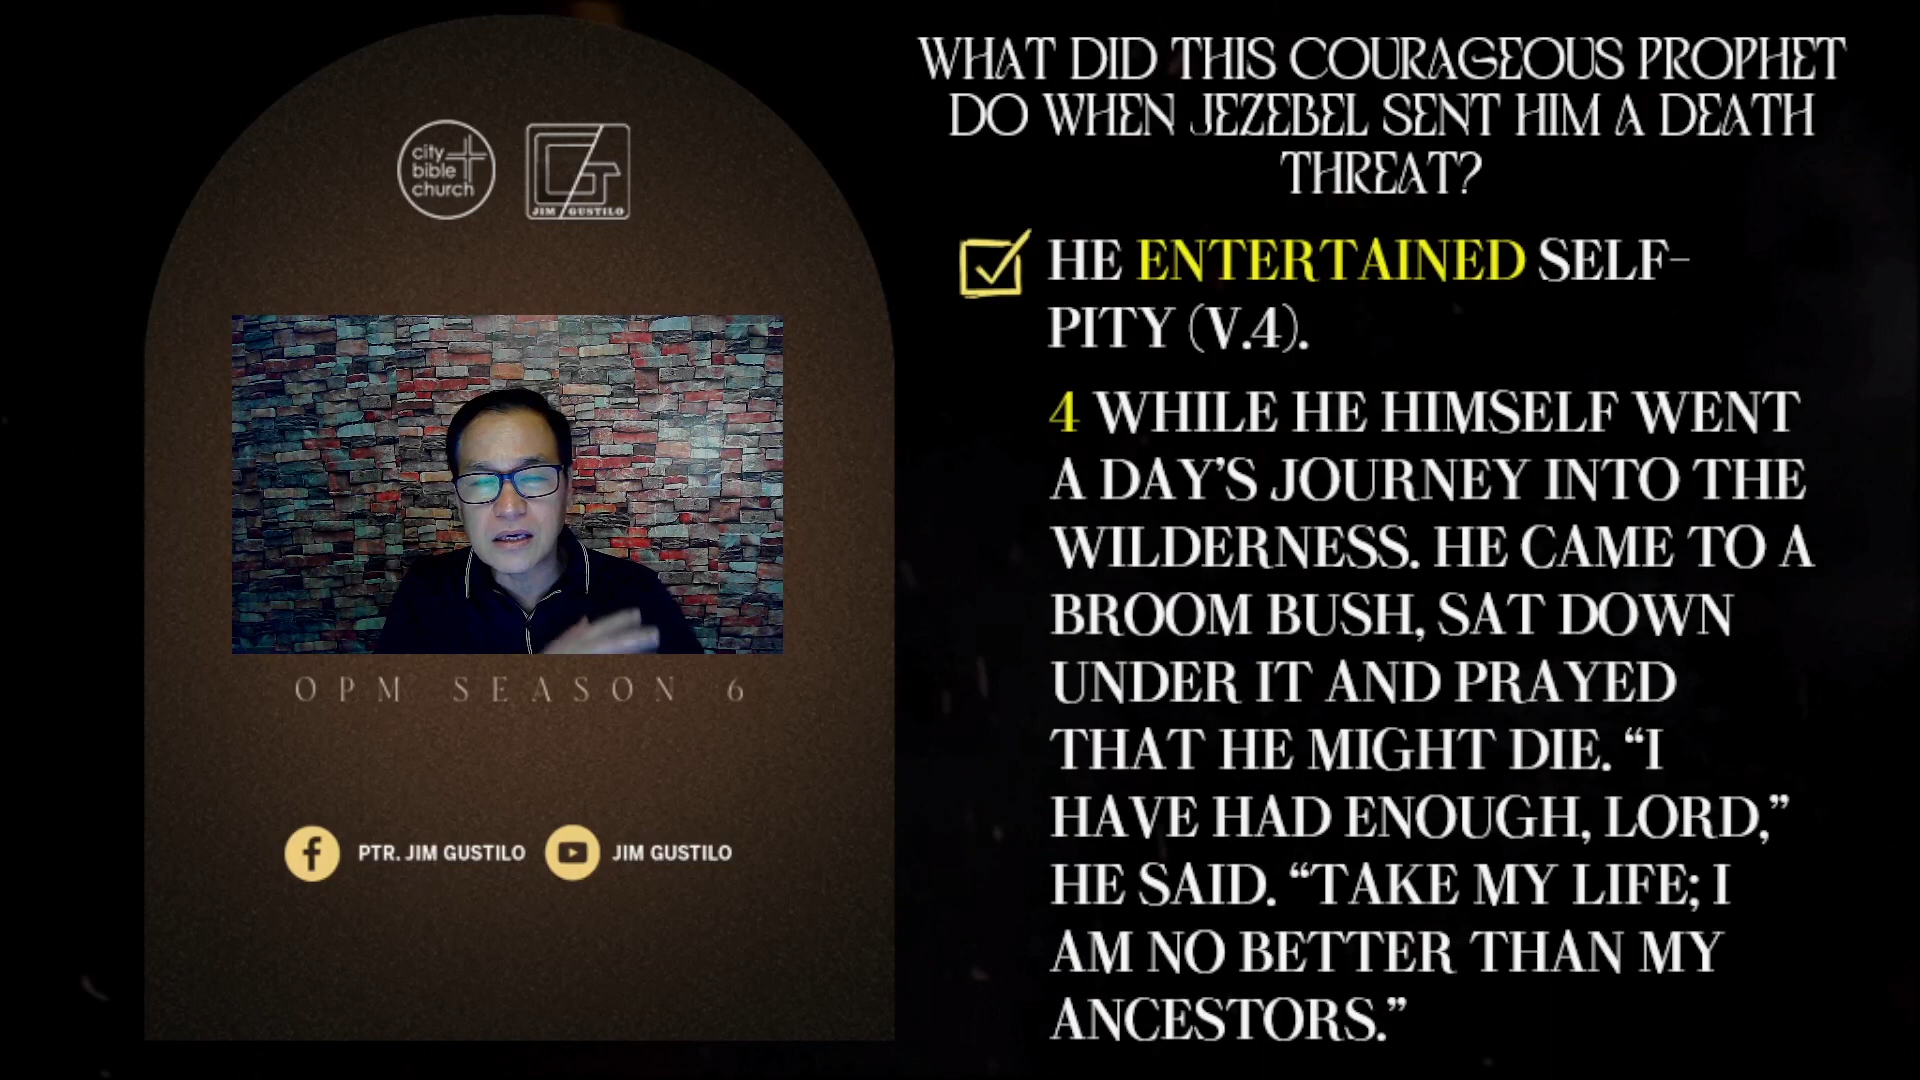 city
bible
church
JIM GUSTILO
OPM SEASON 6
PTR. JIM GUSTILO
JIM GUSTILO
WHAT DID THIS COURAGEOUS PROPHET
DO WHEN JEZEBEL SENT HIM A DEATH
THREAT?
HE ENTERTAINED SELF-
PITY (V.4).
4 WHILE HE HIMSELF WENT
A DAY’S JOURNEY INTO THE
WILDERNESS. HE CAME TO A
BROOM BUSH, SAT DOWN
UNDER IT AND PRAYED
THAT HE MIGHT DIE. “I
HAVE HAD ENOUGH, LORD,”
HE SAID. “TAKE MY LIFE; I
AM NO BETTER THAN MY
ANCESTORS.”